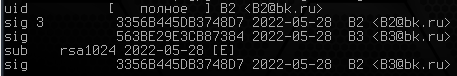 uid [ полное ] B2 <B2@bk.ru>
sig 3 3356B445DB3748D7 2022-05-28 B2 <B2@bk.ru>
sig 563BE29E3CB87384 2022-05-28 B3 <B3@bk.ru>
sub rsa1024 2022-05-28 [E]
sig 3356B445DB3748D7 2022-05-28 B2 <B2@bk.ru>